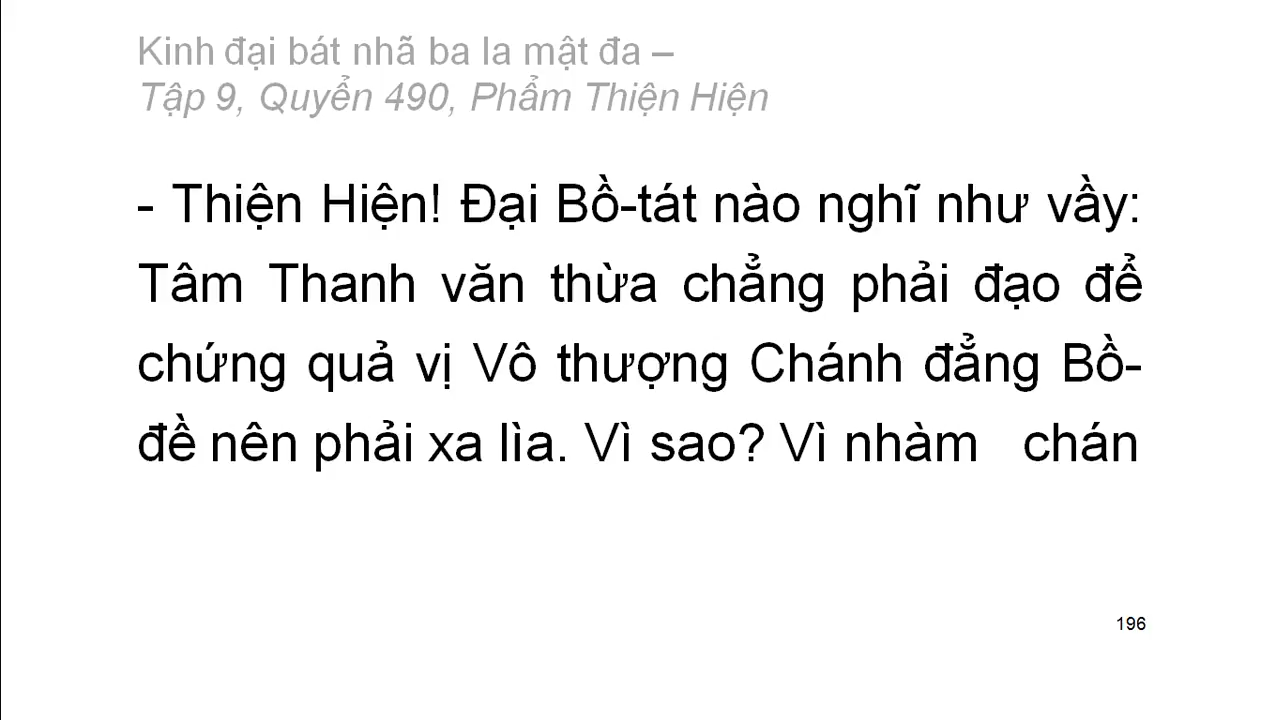 Kinh đại bát nhã ba la mật đa –
Tập 9, Quyển 490, Phẩm Thiện Hiện
- Thiện Hiện! Đại Bồ-tát nào nghĩ như vầy:
Tâm Thanh văn thừa chẳng phải đạo để
chứng quả vị Vô thượng Chánh đẳng Bồ-
đề nên phải xa lìa. Vì sao? Vì nhàm chán
196